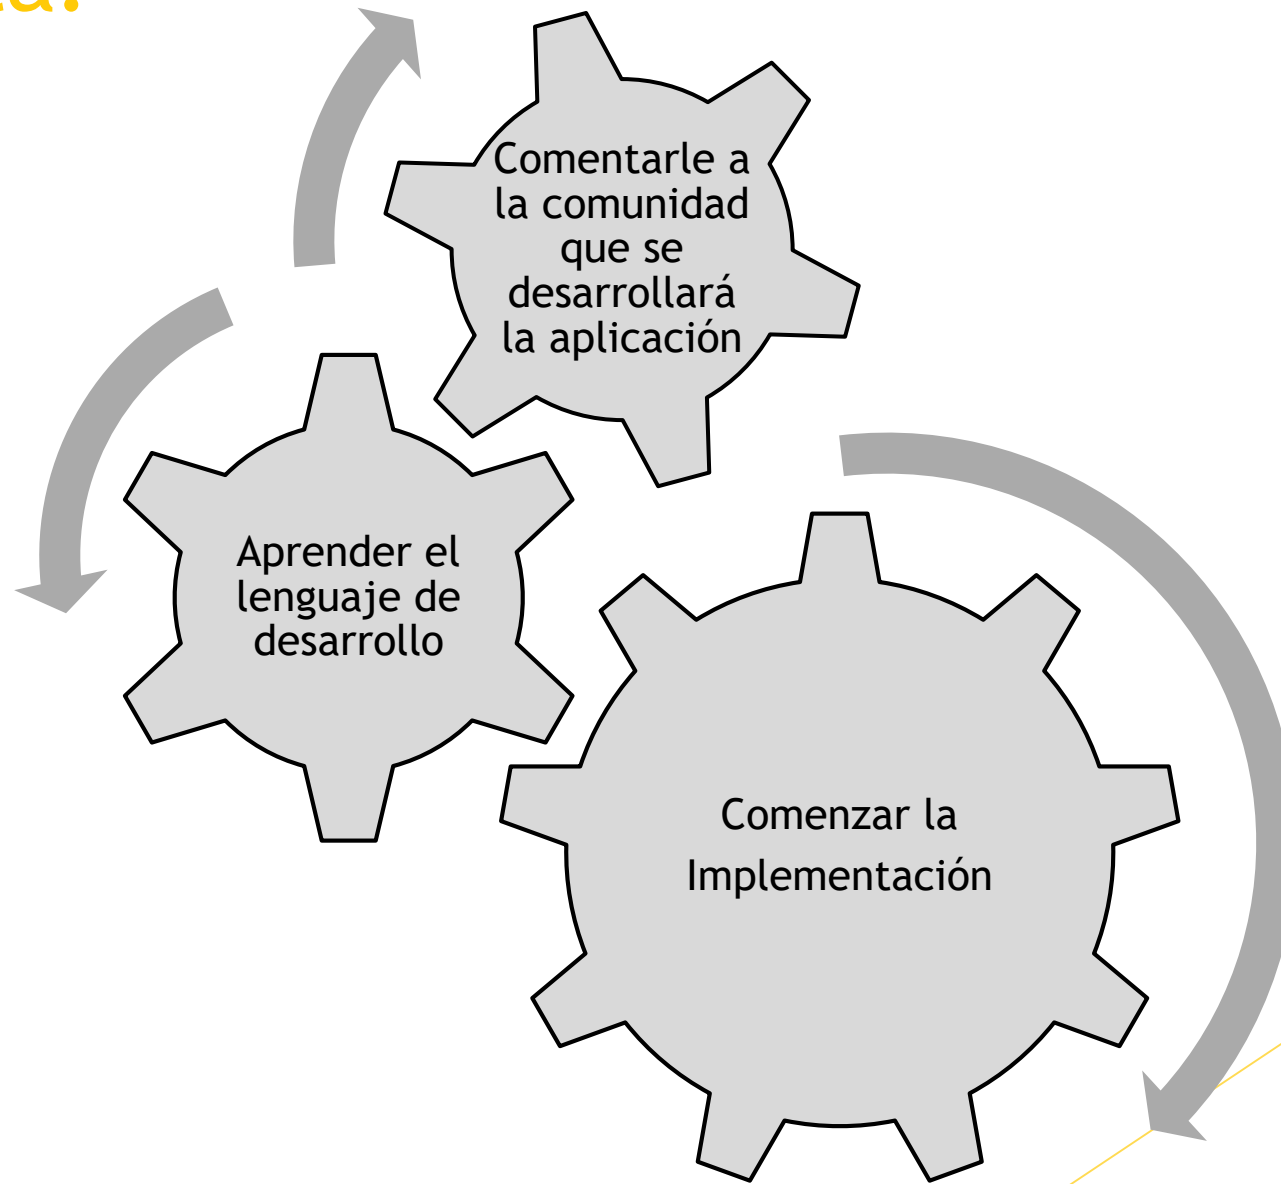 Comentarle a
la comunidad
que se
desarrollará
la aplicación
Aprender el
lenguaje de
desarrollo
Comenzar la
Implementación